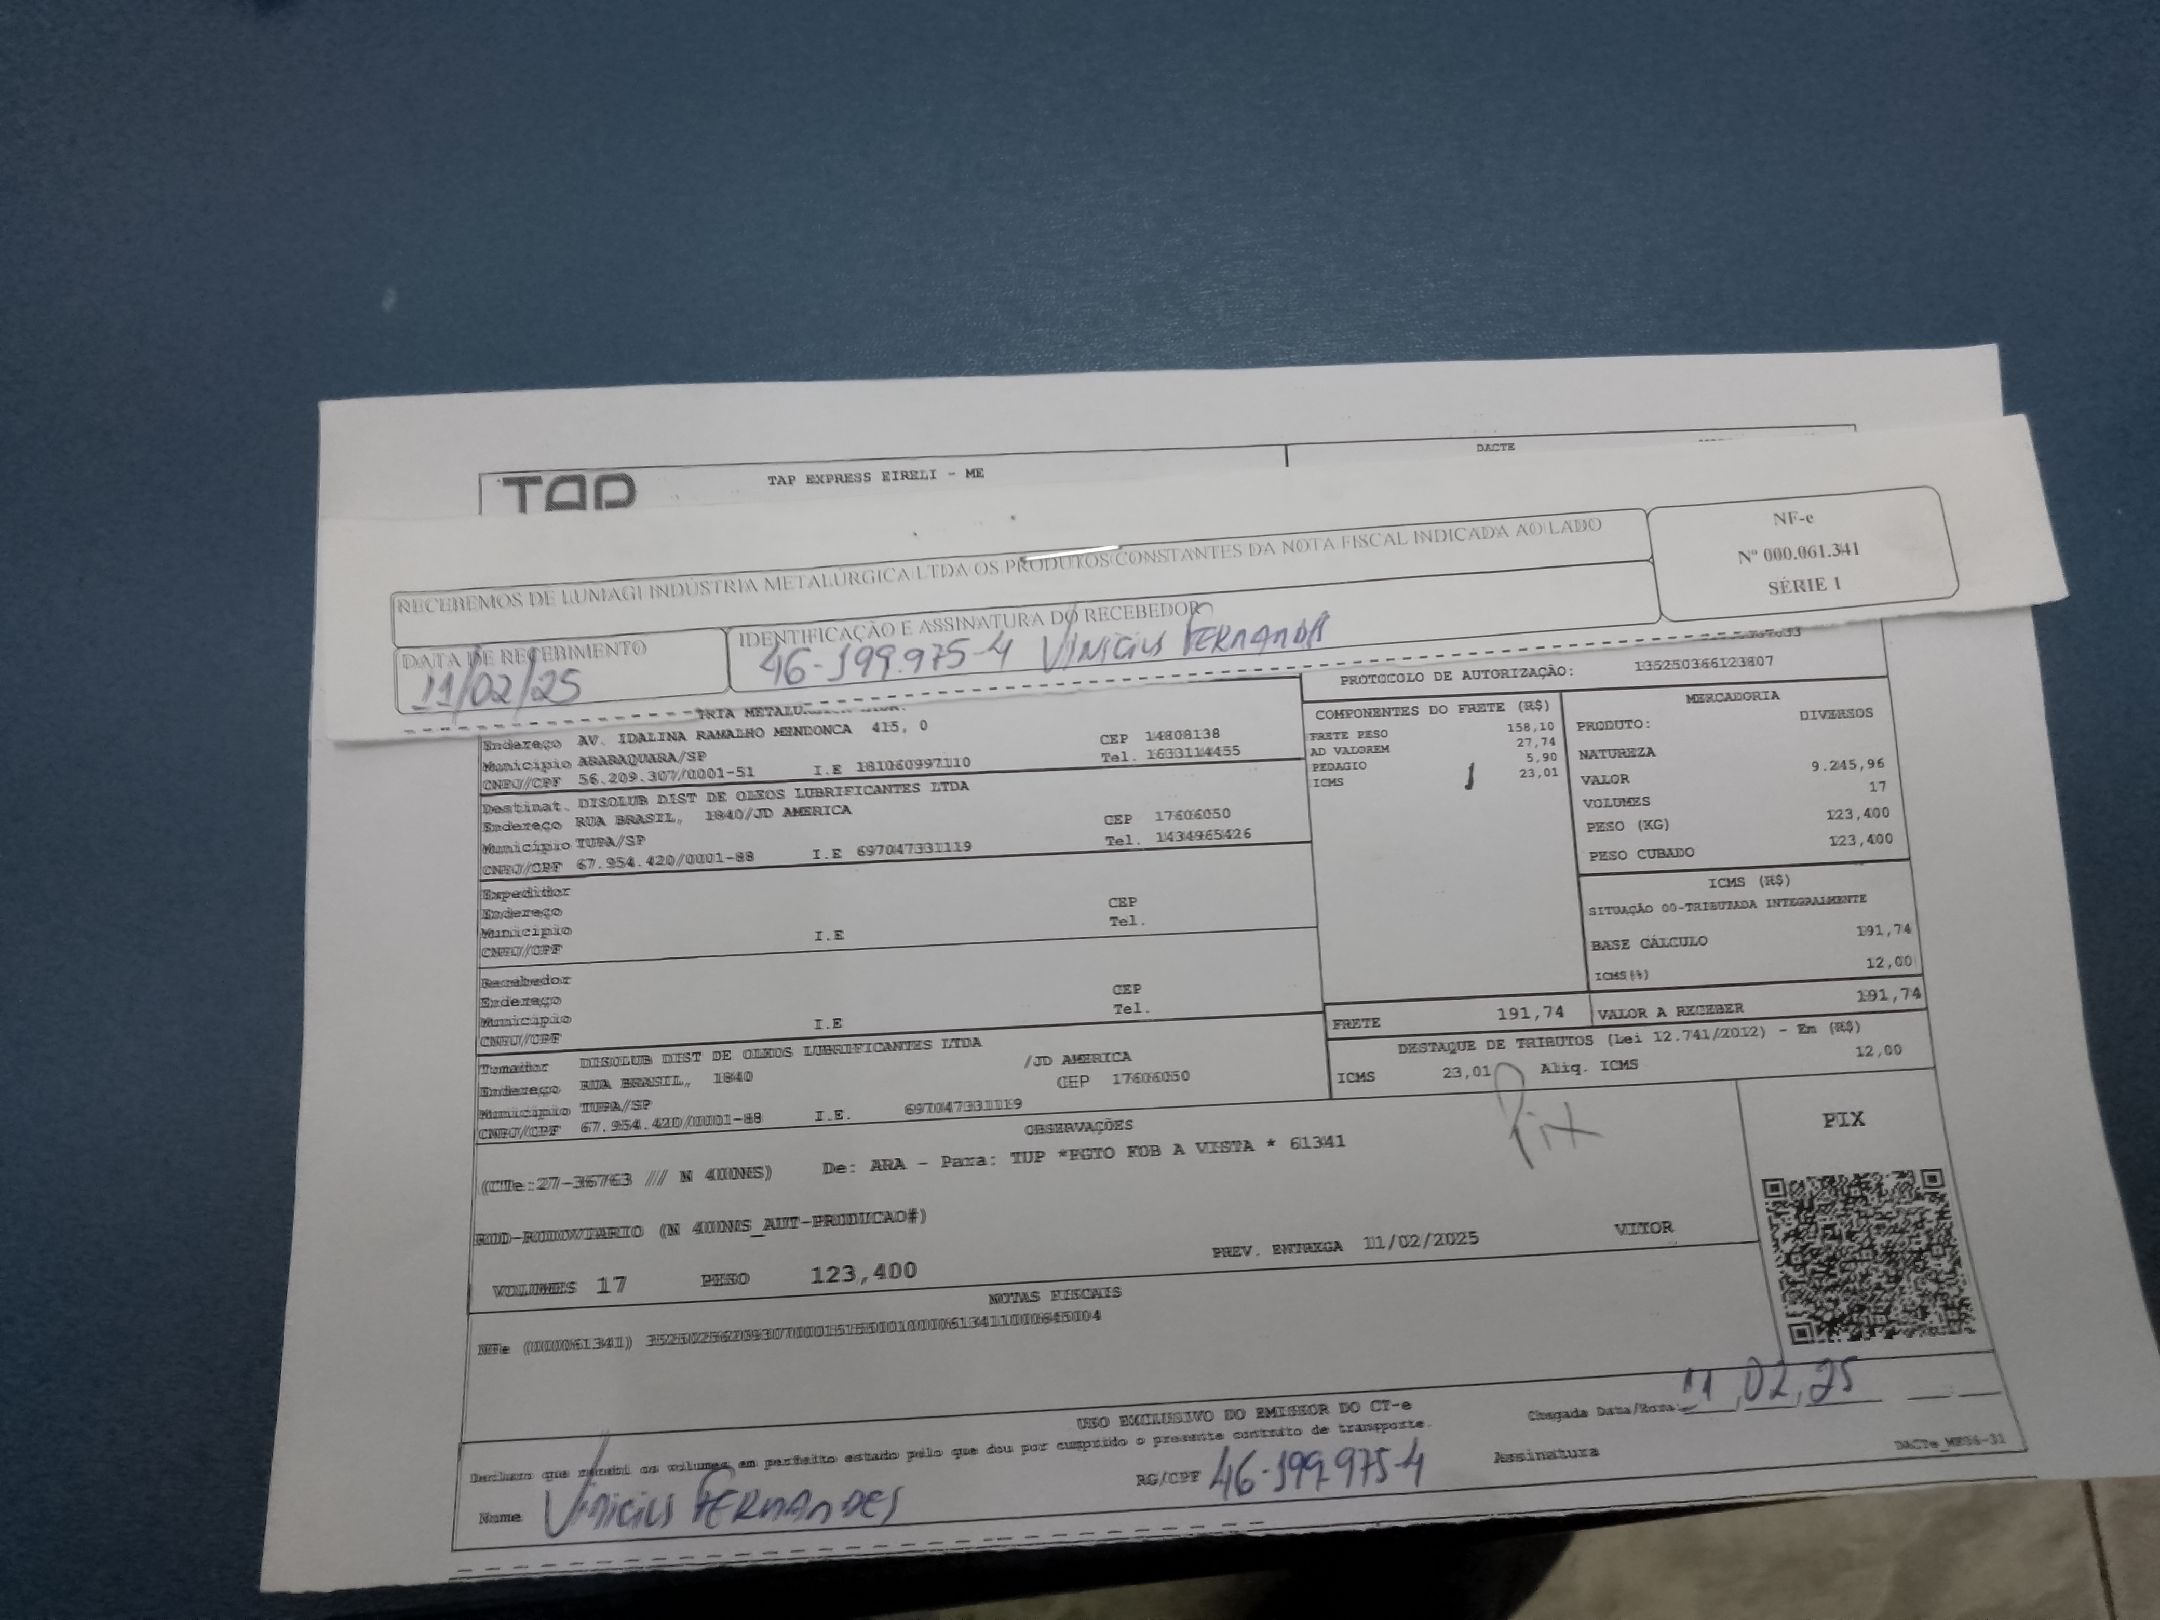 DACTE
TAP
TAP EXPRESS EIRELI - ME
RECEBEMOS DE LUMAGI INDÚSTRIA METALÚRGICA LTDA OS PRODUTOS CONSTANTES DA NOTA FISCAL INDICADA AO LADO
NF-e
Nº 000.061.341
SÉRIE 1
DATA DE RECEBIMENTO
11/02/25
IDENTIFICAÇÃO E ASSINATURA DO RECEBEDOR
46-199.975-4 Vinicius Fernandes
PROTOCOLO DE AUTORIZAÇÃO: 135250366123807
Endereço AV. IDALINA RAMALHO MENDONCA 415, 0
Município ARARAQUARA/SP CEP 14808138
CNPJ/CPF 56.209.307/0001-51 I.E 181060997110 Tel. 1633114455
Destinat. DISOLUB DIST DE OLEOS LUBRIFICANTES LTDA
Endereço RUA BRASIL, 1840/JD AMERICA
Município TUPA/SP CEP 17606050
CNPJ/CPF 67.954.420/0001-88 I.E 697047331119 Tel. 1434965426
Expedidor
Endereço CEP
Município Tel.
CNPJ/CPF I.E
Recebedor
Endereço CEP
Município Tel.
CNPJ/CPF I.E
Tomador DISOLUB DIST DE OLEOS LUBRIFICANTES LTDA
Endereço RUA BRASIL, 1840 /JD AMERICA
Município TUPA/SP CEP 17606050
CNPJ/CPF 67.954.420/0001-88 I.E. 697047331119
COMPONENTES DO FRETE (R$)
FRETE PESO 158,10
AD VALOREM 27,74
PEDAGIO 5,90
ICMS 23,01
MERCADORIA
PRODUTO: DIVERSOS
NATUREZA
VALOR 9.245,96
VOLUMES 17
PESO (KG) 123,400
PESO CUBADO 123,400
ICMS (R$)
SITUAÇÃO 00-TRIBUTADA INTEGRALMENTE
BASE CÁLCULO 191,74
ICMS(%) 12,00
FRETE 191,74 VALOR A RECEBER 191,74
DESTAQUE DE TRIBUTOS (Lei 12.741/2012) - Em (R$)
ICMS 23,01 Aliq. ICMS 12,00
OBSERVAÇÕES
Pix
(CTe:27-36763 /// N 400NS) De: ARA - Para: TUP *PGTO FOB A VISTA * 61341
ROD-RODOVIARIO (N 400NS_AUT-PRODUCAO#)
VOLUMES 17 PESO 123,400 PREV. ENTREGA 11/02/2025 VITOR
PIX
NOTAS FISCAIS
NFe (000061341) 35250256209307000151550010000613411000645004
USO EXCLUSIVO DO EMISSOR DO CT-e
Declaro que recebi os volumes em perfeito estado pelo que dou por cumprido o presente contrato de transporte.
Chegada Data/Hora: 11,02,25
Nome Vinicius Fernandes RG/CPF 46-199.975-4 Assinatura